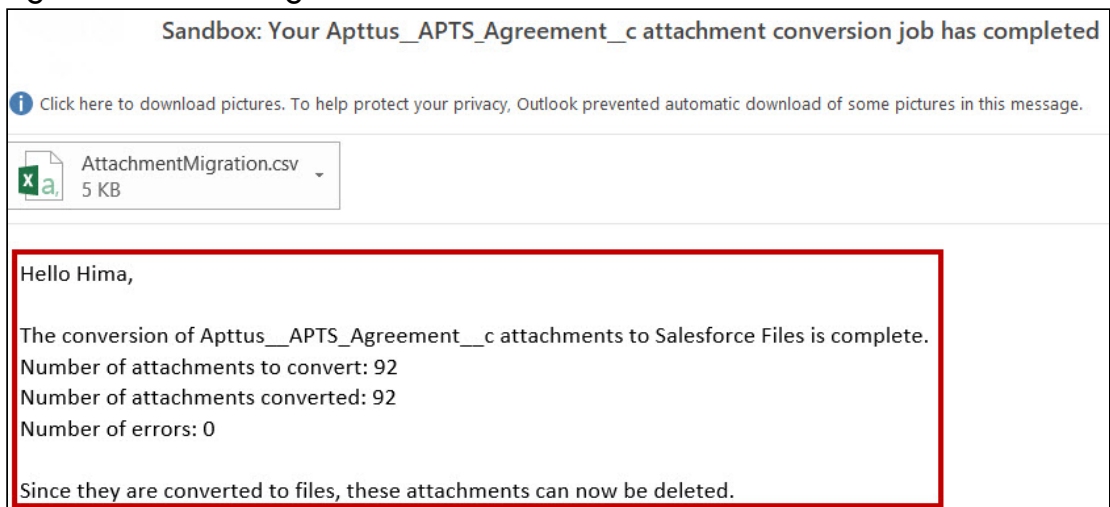 Sandbox: Your Apttus__APTS_Agreement__c attachment conversion job has completed
Click here to download pictures. To help protect your privacy, Outlook prevented automatic download of some pictures in this message.
AttachmentMigration.csv
5 KB
Hello Hima,
The conversion of Apttus__APTS_Agreement__c attachments to Salesforce Files is complete.
Number of attachments to convert: 92
Number of attachments converted: 92
Number of errors: 0
Since they are converted to files, these attachments can now be deleted.